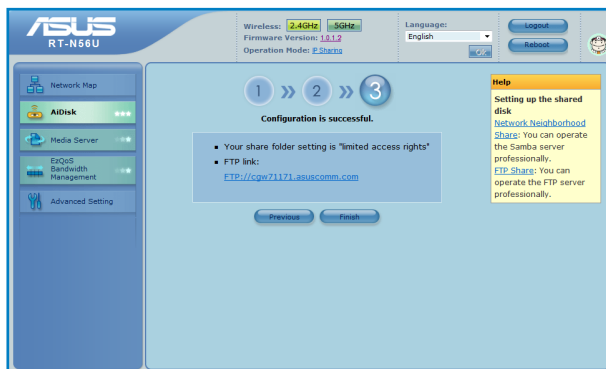 ASUS
RT-N56U
Wireless: 2.4GHz 5GHz
Firmware Version: 1.0.1.2
Operation Mode: IP Sharing
Language:
English
OK
Logout
Reboot
Network Map
AiDisk
Media Server
EzQoS
Bandwidth
Management
Advanced Setting
1 » 2 » 3
Configuration is successful.
Your share folder setting is "limited access rights"
FTP link:
FTP://cgw71171.asuscomm.com
Previous
Finish
Help
Setting up the shared
disk
Network Neighborhood
Share: You can operate
the Samba server
professionally.
FTP Share: You can
operate the FTP server
professionally.